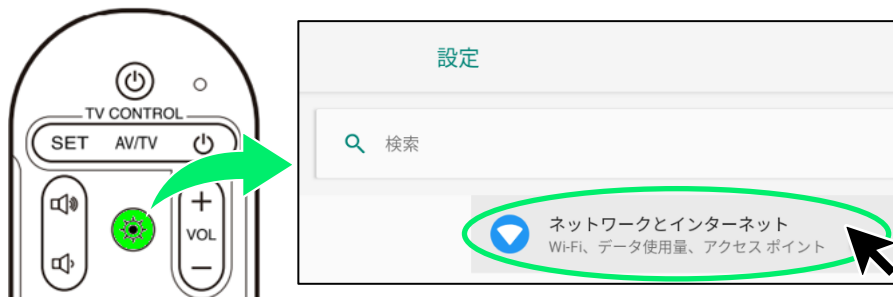 TV CONTROL
SET AV/TV
+
VOL
−
設定
検索
ネットワークとインターネット
Wi-Fi、データ使用量、アクセス ポイント